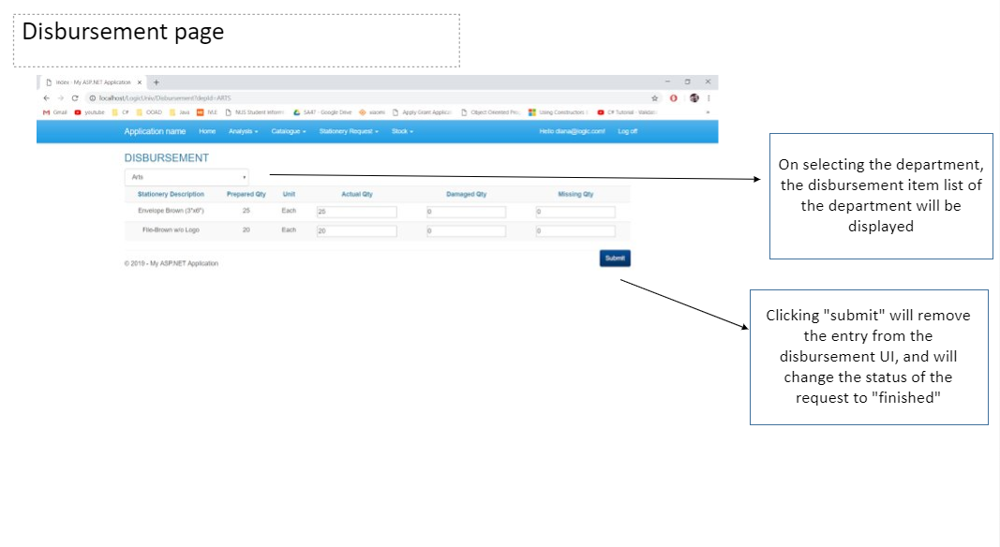 Disbursement page
Index - My ASP.NET Application
localhost/LogicUniv/Disbursement?depId=ARTS
Gmail youtube C# OOAD Java IVLE NUS Student Inform SA47 - Google Drive xiaomi Apply Grant Applica Object Oriented Pro Using Constructors C# Tutorial - Validati
Application name Home Analysis Catalogue Stationery Request Stock Hello diana@logic.com! Log off
DISBURSEMENT
Arts
Stationery Description Prepared Qty Unit Actual Qty Damaged Qty Missing Qty
Envelope Brown (3"x6") 25 Each 25 0 0
File-Brown w/o Logo 20 Each 20 0 0
Submit
© 2019 - My ASP.NET Application
On selecting the department,
the disbursement item list of
the department will be
displayed
Clicking "submit" will remove
the entry from the
disbursement UI, and will
change the status of the
request to "finished"